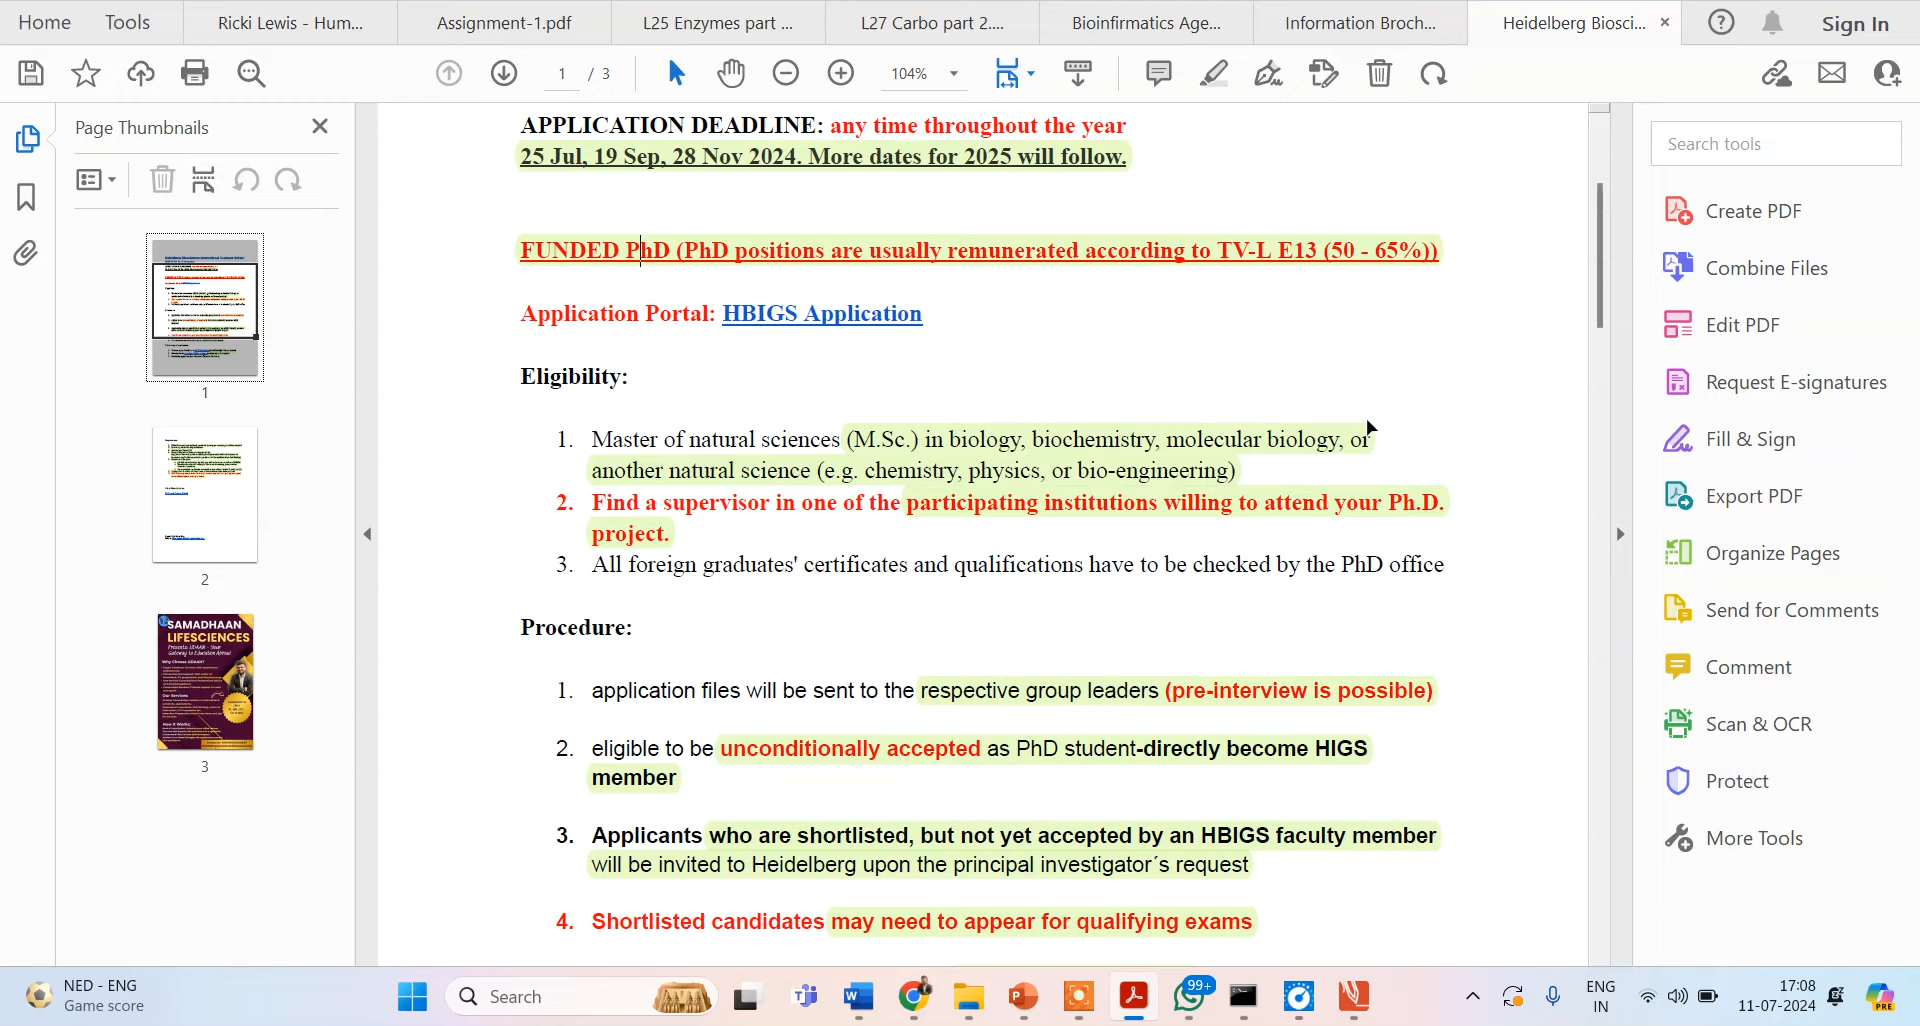 Home
Tools
Ricki Lewis - Hum...
Assignment-1.pdf
L25 Enzymes part ...
L27 Carbo part 2....
Bioinfirmatics Age...
Information Broch...
Heidelberg Biosci...
Sign In
1 / 3
104%
Page Thumbnails
1
2
SAMADHAAN
LIFESCIENCES
3
APPLICATION DEADLINE: any time throughout the year
25 Jul, 19 Sep, 28 Nov 2024. More dates for 2025 will follow.
FUNDED PhD (PhD positions are usually remunerated according to TV-L E13 (50 - 65%))
Application Portal: HBIGS Application
Eligibility:
1. Master of natural sciences (M.Sc.) in biology, biochemistry, molecular biology, or
another natural science (e.g. chemistry, physics, or bio-engineering)
2. Find a supervisor in one of the participating institutions willing to attend your Ph.D.
project.
3. All foreign graduates' certificates and qualifications have to be checked by the PhD office
Procedure:
1. application files will be sent to the respective group leaders (pre-interview is possible)
2. eligible to be unconditionally accepted as PhD student-directly become HIGS
member
3. Applicants who are shortlisted, but not yet accepted by an HBIGS faculty member
will be invited to Heidelberg upon the principal investigator´s request
4. Shortlisted candidates may need to appear for qualifying exams
Search tools
Create PDF
Combine Files
Edit PDF
Request E-signatures
Fill & Sign
Export PDF
Organize Pages
Send for Comments
Comment
Scan & OCR
Protect
More Tools
NED - ENG
Game score
Search
99+
ENG
IN
17:08
11-07-2024
PRE